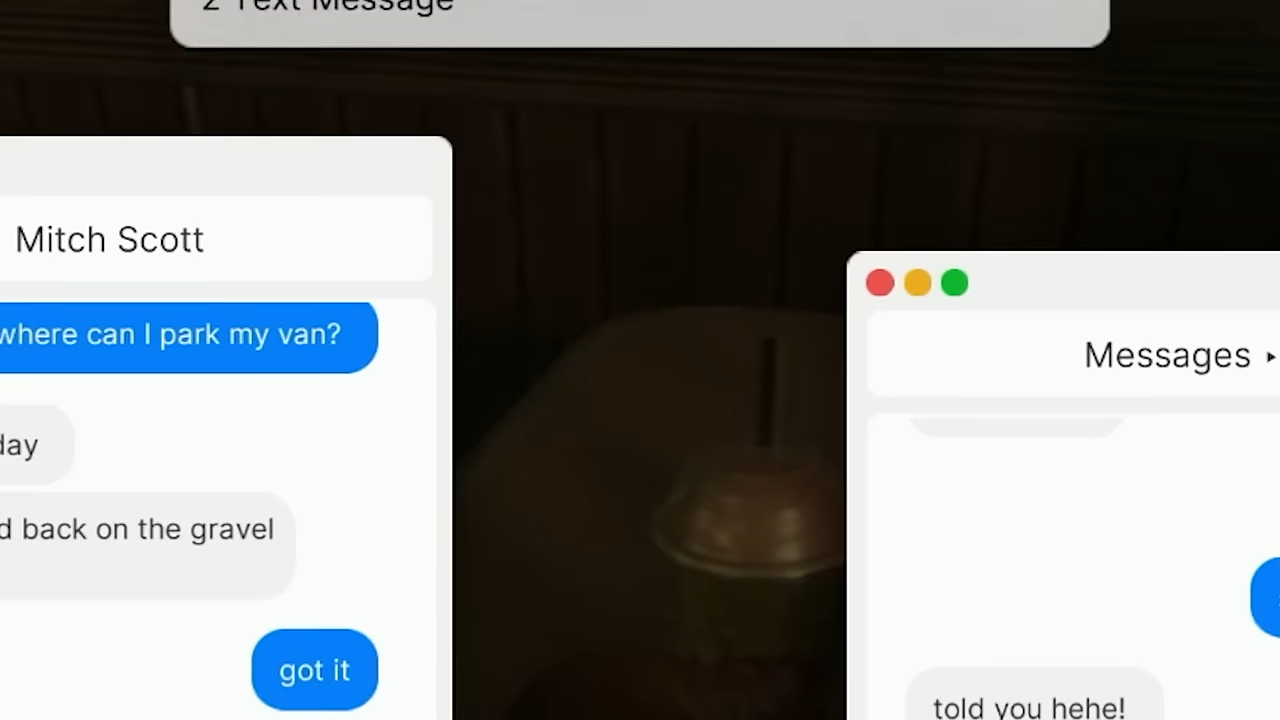 2 Text Message
Mitch Scott
where can I park my van?
day
d back on the gravel
got it
Messages ▸
told you hehe!